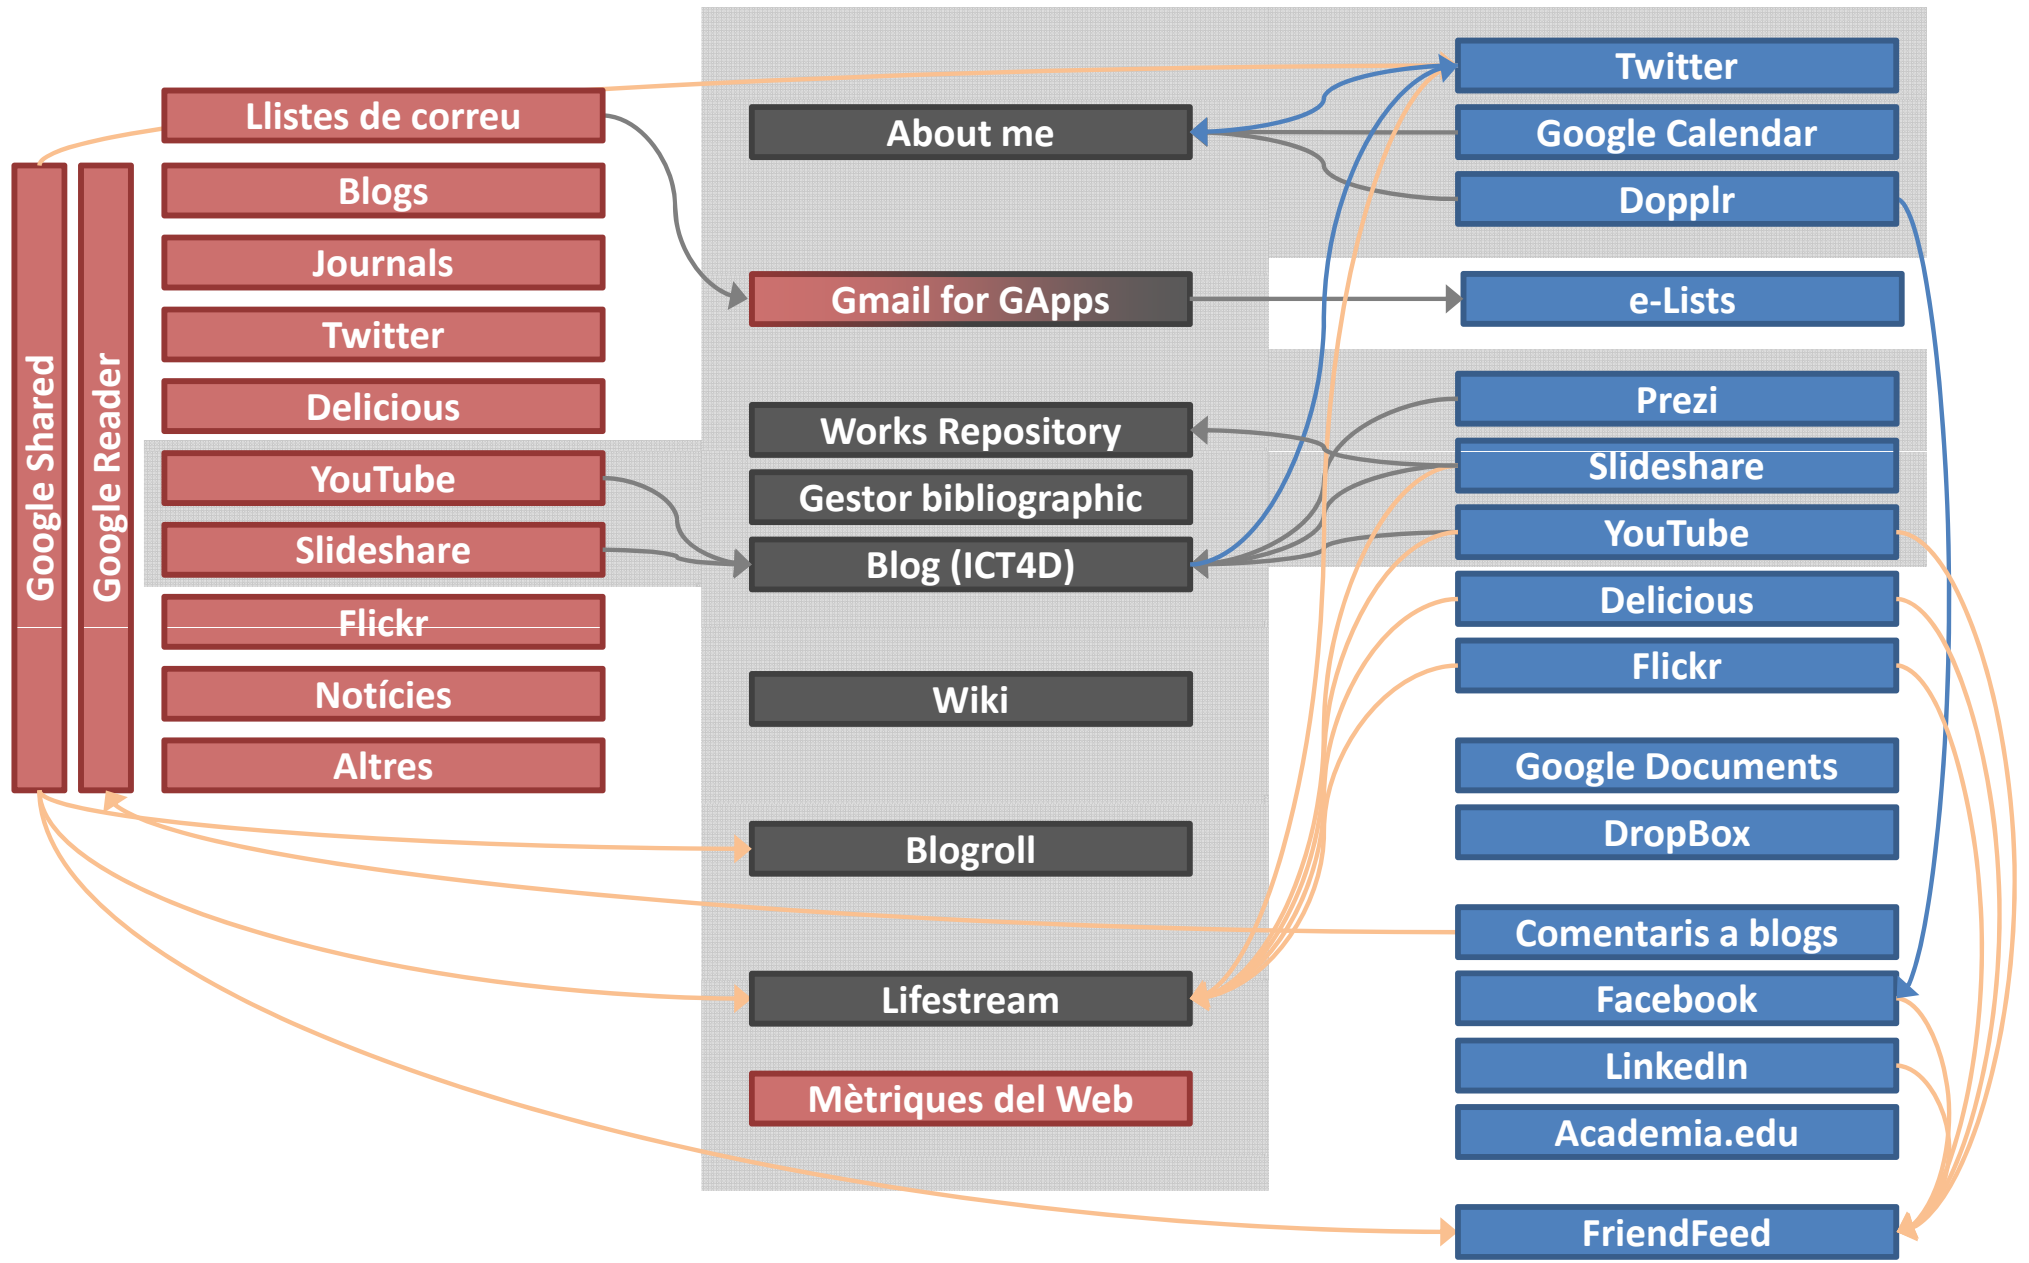 Google Shared
Google Reader
Llistes de correu
Blogs
Journals
Twitter
Delicious
YouTube
Slideshare
Flickr
Notícies
Altres
About me
Gmail for GApps
Works Repository
Gestor bibliographic
Blog (ICT4D)
Wiki
Blogroll
Lifestream
Mètriques del Web
Twitter
Google Calendar
Dopplr
e-Lists
Prezi
Slideshare
YouTube
Delicious
Flickr
Google Documents
DropBox
Comentaris a blogs
Facebook
LinkedIn
Academia.edu
FriendFeed